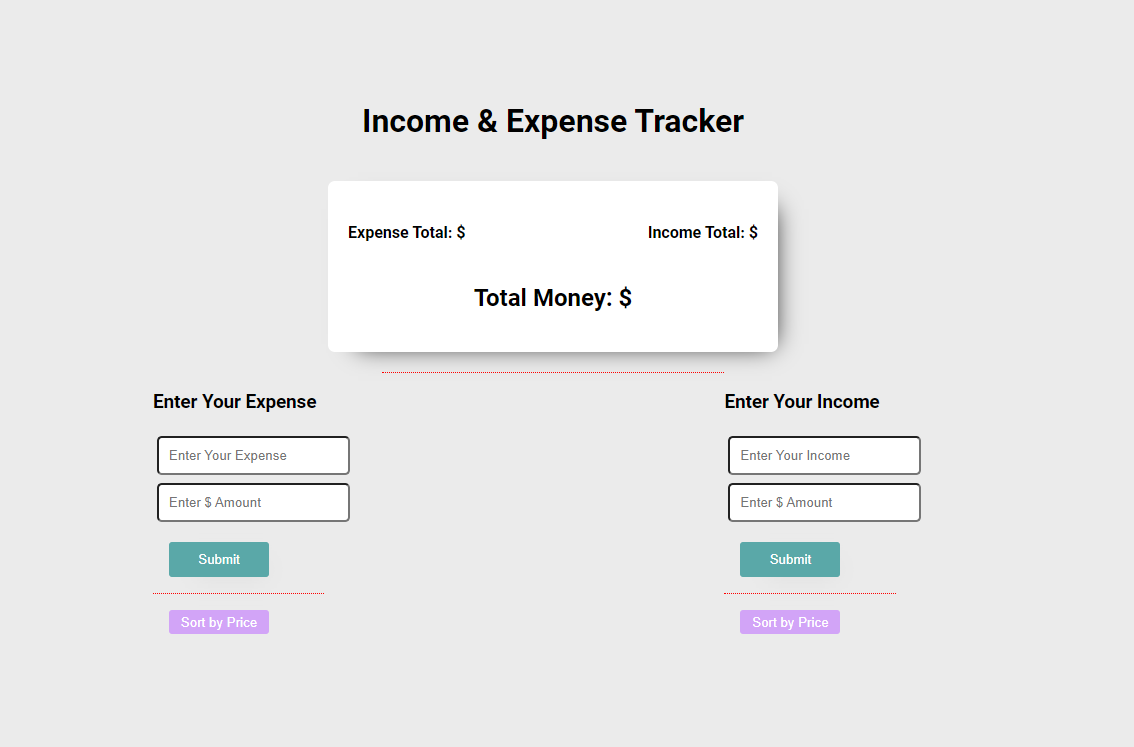 Income & Expense Tracker
Expense Total: $
Income Total: $
Total Money: $
Enter Your Expense
Enter Your Expense
Enter $ Amount
Submit
Sort by Price
Enter Your Income
Enter Your Income
Enter $ Amount
Submit
Sort by Price